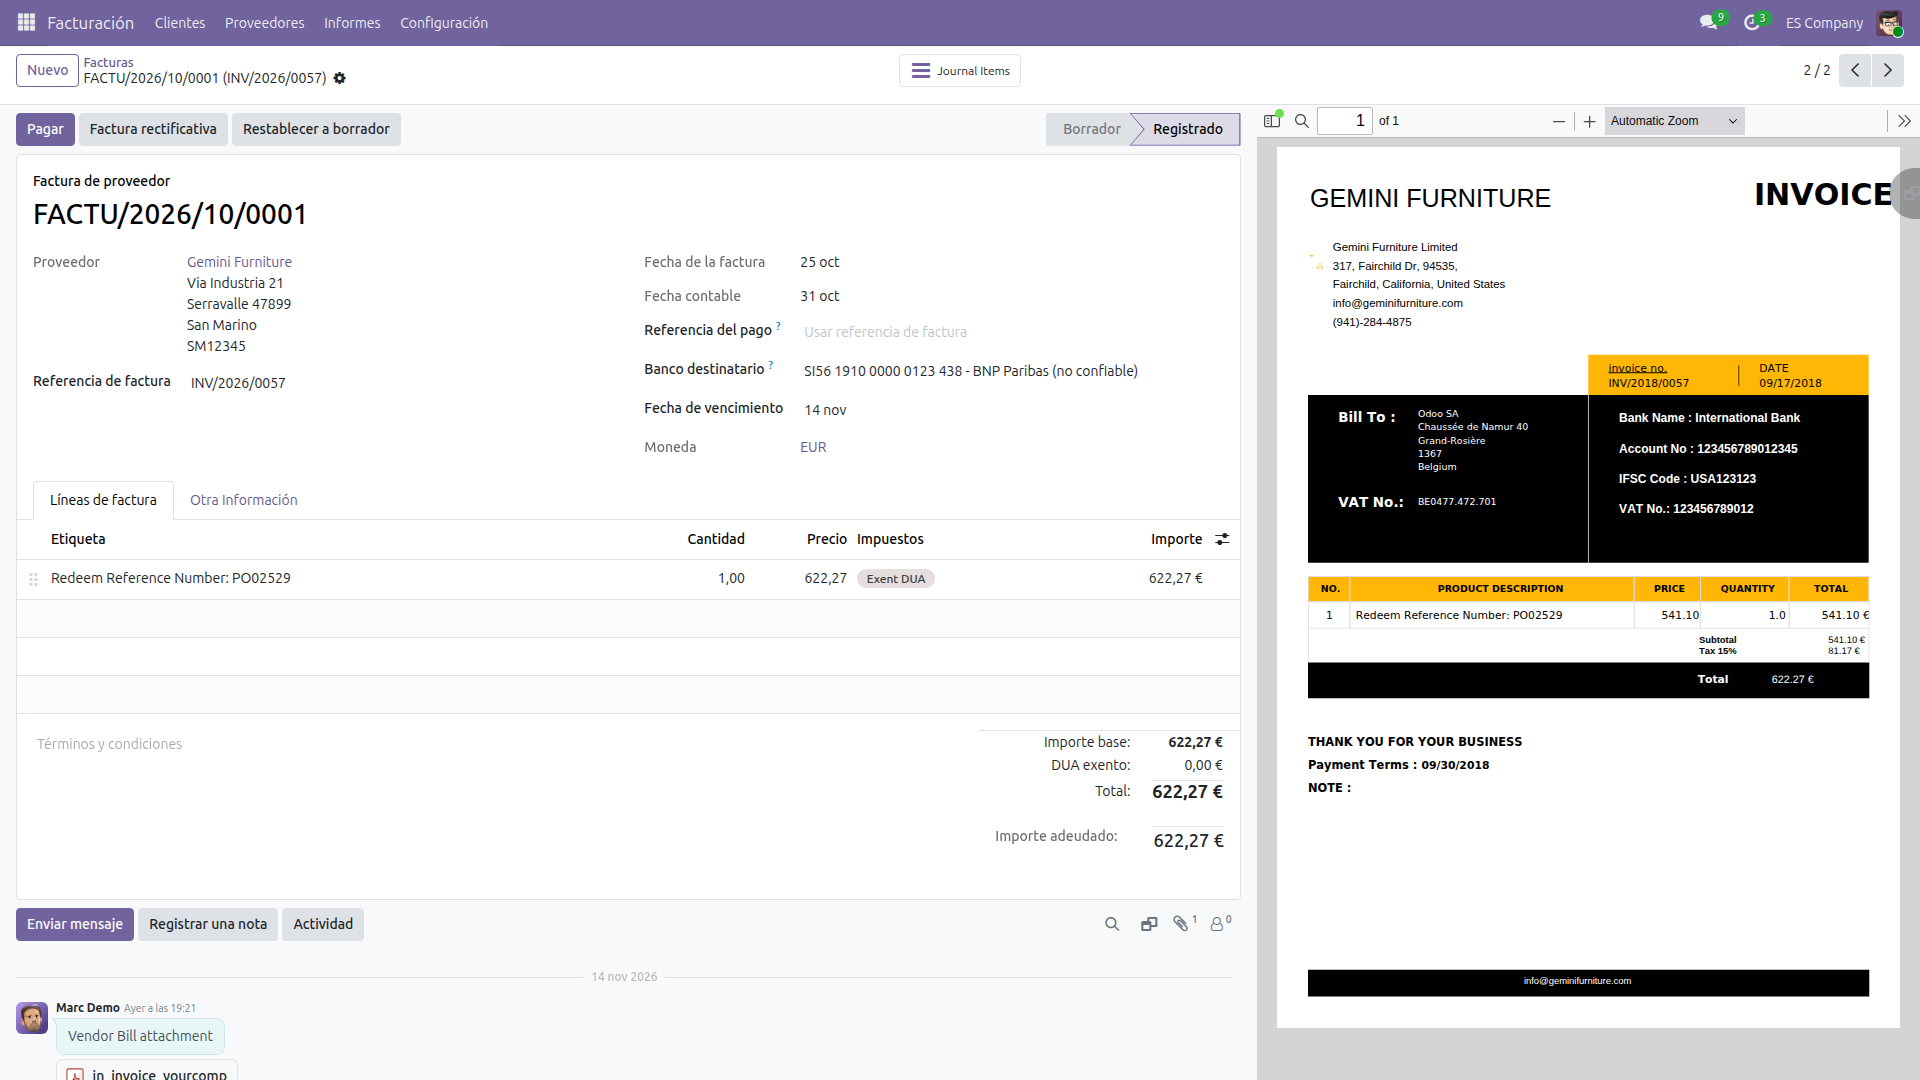 Facturación
Clientes
Proveedores
Informes
Configuración
9
3
ES Company
Nuevo
Facturas
FACTU/2026/10/0001 (INV/2026/0057)
Journal Items
2 / 2
Pagar
Factura rectificativa
Restablecer a borrador
Borrador
Registrado
Factura de proveedor
FACTU/2026/10/0001
Proveedor
Gemini Furniture
Via Industria 21
Serravalle 47899
San Marino
SM12345
Referencia de factura
INV/2026/0057
Fecha de la factura
25 oct
Fecha contable
31 oct
Referencia del pago ?
Usar referencia de factura
Banco destinatario ?
SI56 1910 0000 0123 438 - BNP Paribas (no confiable)
Fecha de vencimiento
14 nov
Moneda
EUR
Líneas de factura
Otra Información
Etiqueta
Cantidad
Precio
Impuestos
Importe
Redeem Reference Number: PO02529
1,00
622,27
Exent DUA
622,27 €
Términos y condiciones
Importe base:
622,27 €
DUA exento:
0,00 €
Total:
622,27 €
Importe adeudado:
622,27 €
Enviar mensaje
Registrar una nota
Actividad
1
0
14 nov 2026
Marc Demo Ayer a las 19:21
Vendor Bill attachment
in_invoice_yourcomp
1 of 1
Automatic Zoom
GEMINI FURNITURE
INVOICE
Gemini Furniture Limited
317, Fairchild Dr, 94535,
Fairchild, California, United States
info@geminifurniture.com
(941)-284-4875
invoice no.
INV/2018/0057
DATE
09/17/2018
Bill To :
Odoo SA
Chaussée de Namur 40
Grand-Rosière
1367
Belgium
VAT No.:
BE0477.472.701
Bank Name : International Bank
Account No : 123456789012345
IFSC Code : USA123123
VAT No.: 123456789012
NO.
PRODUCT DESCRIPTION
PRICE
QUANTITY
TOTAL
1
Redeem Reference Number: PO02529
541.10
1.0
541.10 €
Subtotal
541.10 €
Tax 15%
81.17 €
Total
622.27 €
THANK YOU FOR YOUR BUSINESS
Payment Terms : 09/30/2018
NOTE :
info@geminifurniture.com